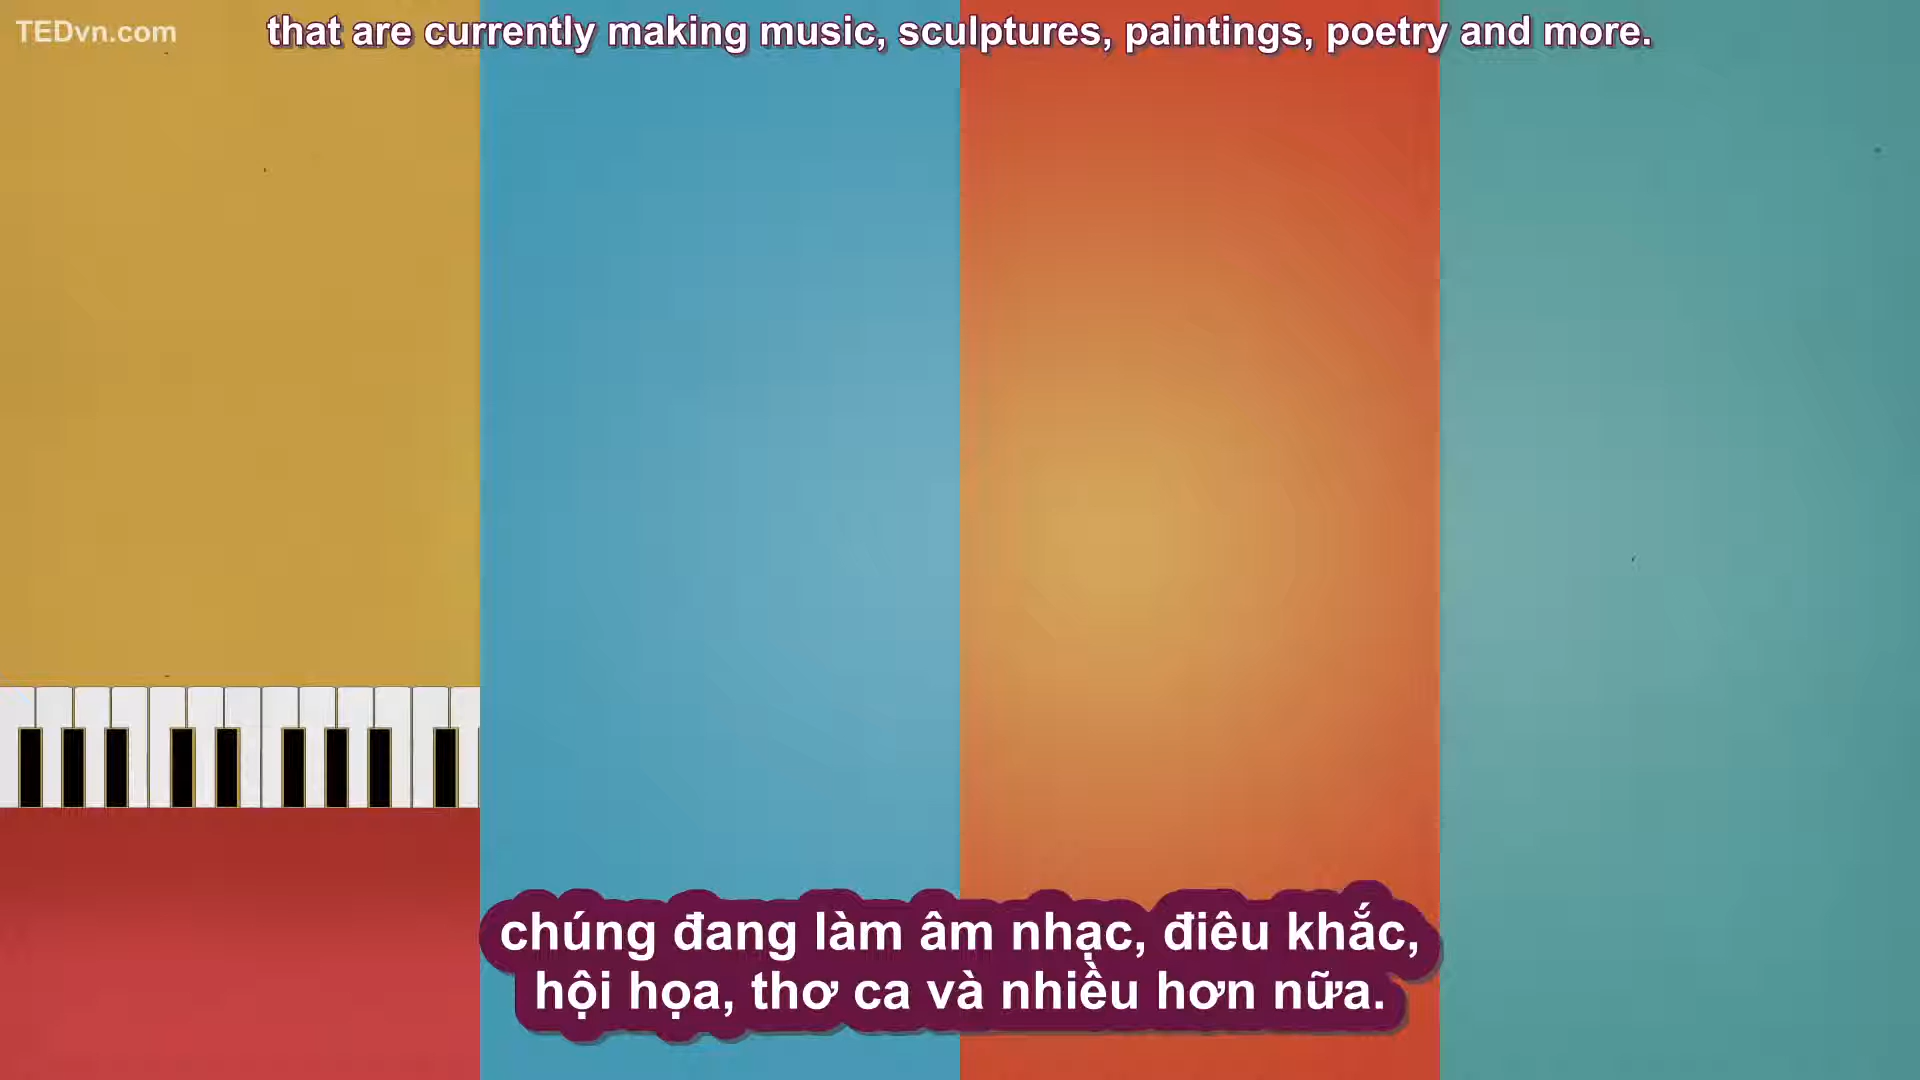 TEDvn.com
that are currently making music, sculptures, paintings, poetry and more.
chúng đang làm âm nhạc, điêu khắc,
hội họa, thơ ca và nhiều hơn nữa.